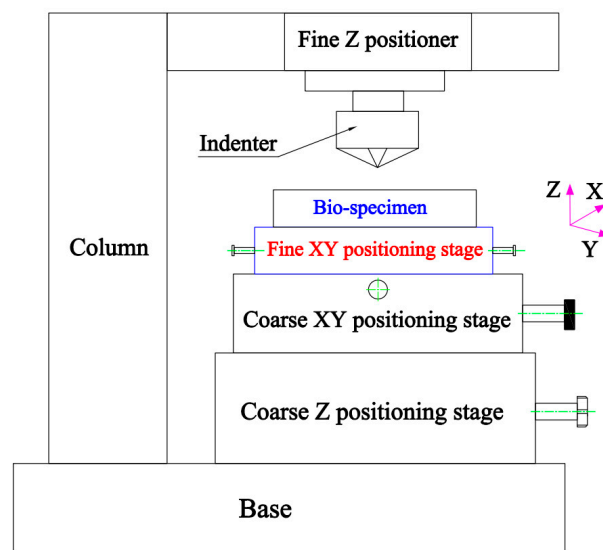 Fine Z positioner
Indenter
Bio-specimen
Z
X
Y
Column
Fine XY positioning stage
Coarse XY positioning stage
Coarse Z positioning stage
Base